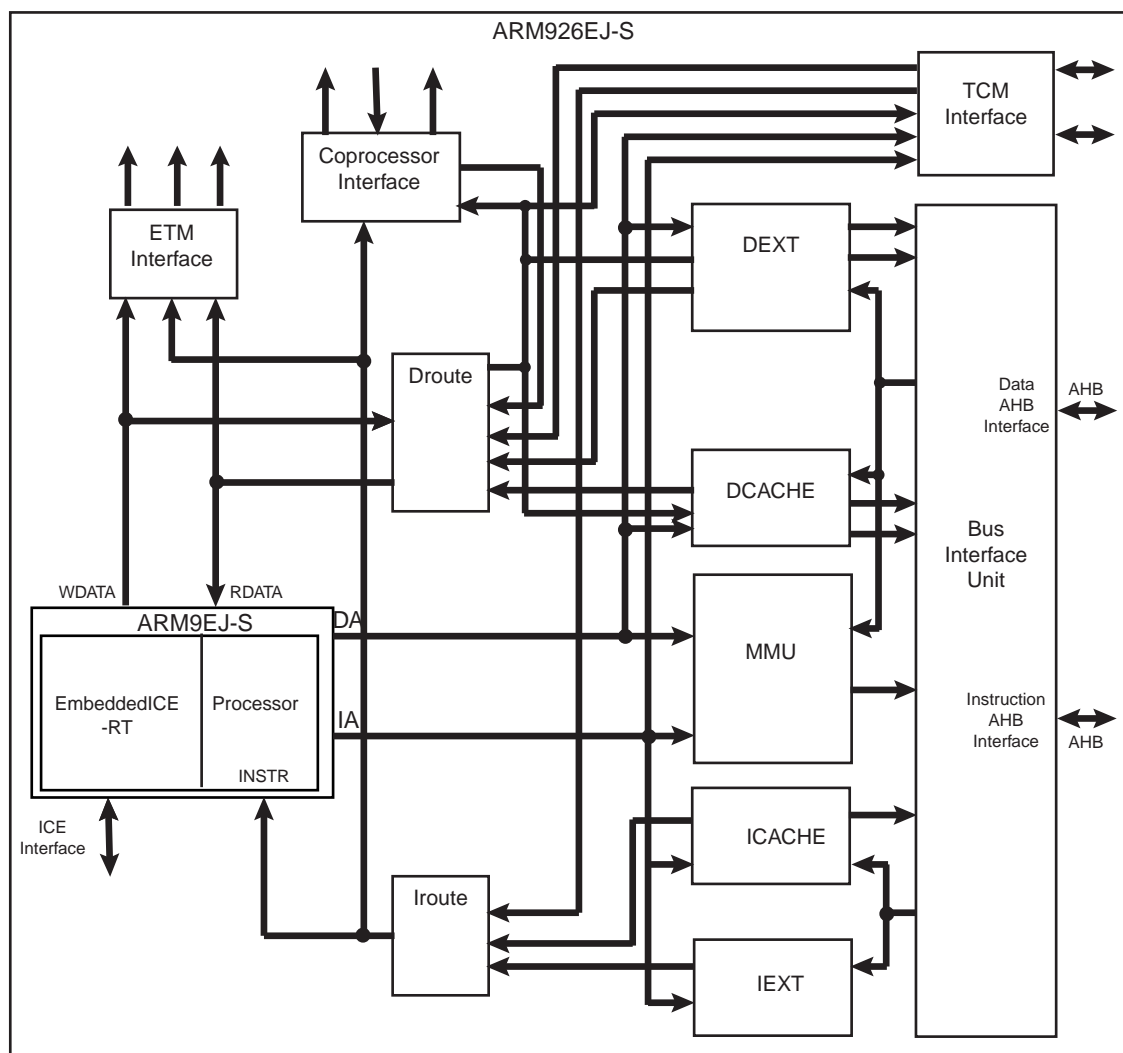 ARM926EJ-S
TCM
Interface
Coprocessor
Interface
ETM
Interface
DEXT
Droute
Data
AHB
Interface
AHB
DCACHE
Bus
Interface
Unit
WDATA
RDATA
ARM9EJ-S
DA
MMU
EmbeddedICE
-RT
Processor
IA
INSTR
Instruction
AHB
Interface
AHB
ICE
Interface
ICACHE
Iroute
IEXT